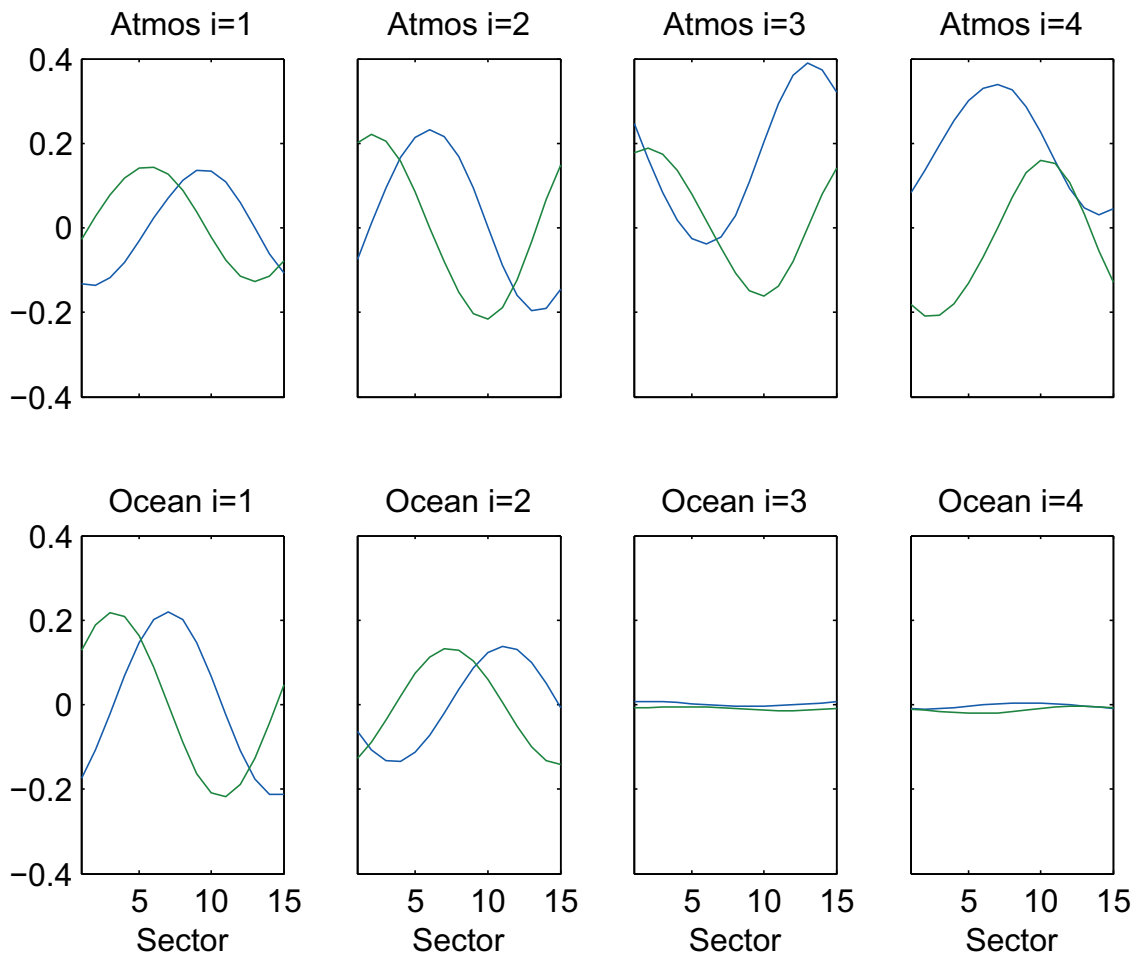 Atmos i=1 Atmos i=2 Atmos i=3 Atmos i=4
0.4
0.2
0
−0.2
−0.4
Ocean i=1 Ocean i=2 Ocean i=3 Ocean i=4
0.4
0.2
0
−0.2
−0.4
5 10 15 5 10 15 5 10 15 5 10 15
Sector Sector Sector Sector